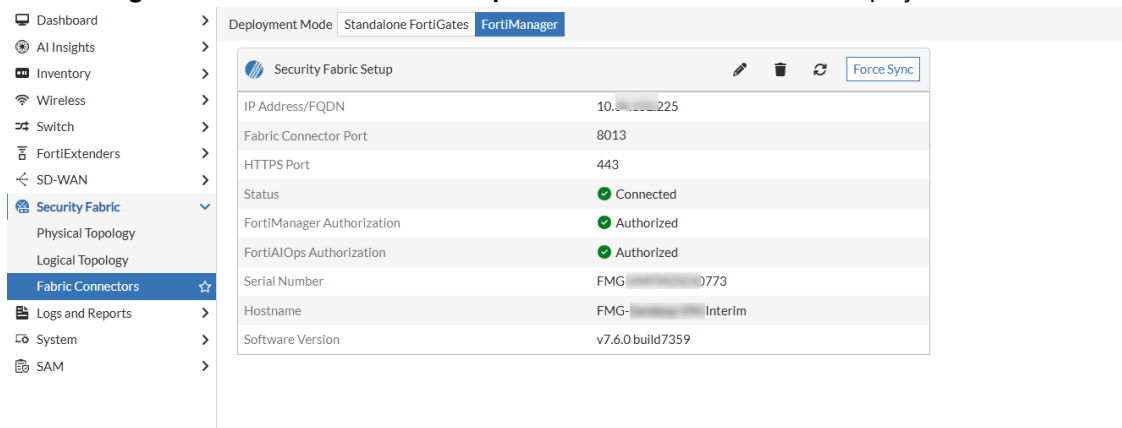 Dashboard
AI Insights
Inventory
Wireless
Switch
FortiExtenders
SD-WAN
Security Fabric
Physical Topology
Logical Topology
Fabric Connectors
Logs and Reports
System
SAM
Deployment Mode Standalone FortiGates FortiManager
Security Fabric Setup Force Sync
IP Address/FQDN 10. 225
Fabric Connector Port 8013
HTTPS Port 443
Status Connected
FortiManager Authorization Authorized
FortiAIOps Authorization Authorized
Serial Number FMG 0773
Hostname FMG- Interim
Software Version v7.6.0 build7359